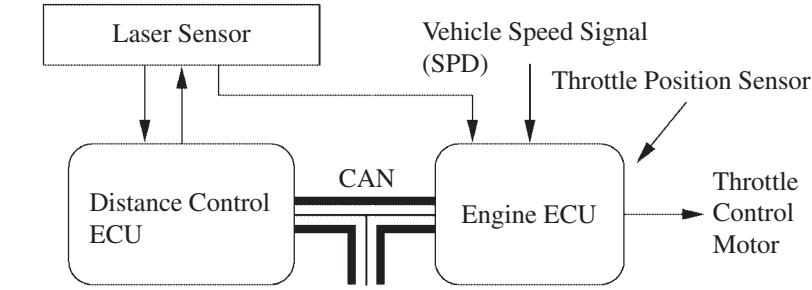 Laser Sensor
Vehicle Speed Signal
(SPD)
Throttle Position Sensor
CAN
Distance Control
ECU
Engine ECU
Throttle
Control
Motor